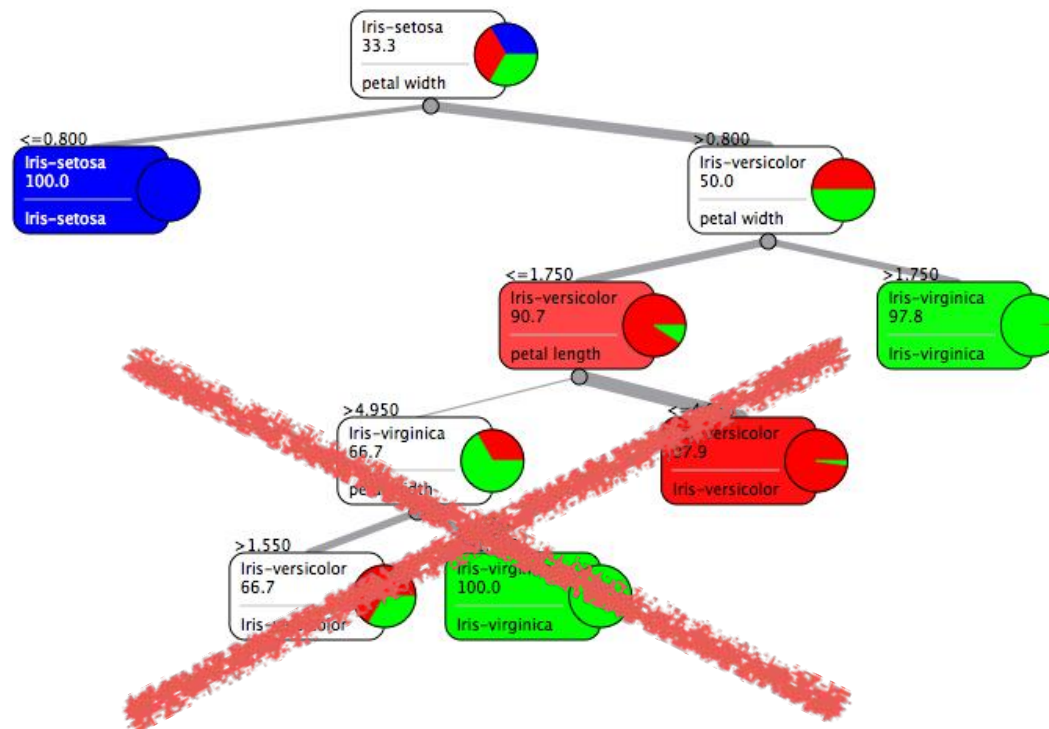 Iris-setosa
33.3
petal width
<=0.800
Iris-setosa
100.0
Iris-setosa
>0.800
Iris-versicolor
50.0
petal width
<=1.750
Iris-versicolor
90.7
petal length
>1.750
Iris-virginica
97.8
Iris-virginica
>4.950
Iris-virginica
66.7
width
versicolor
Iris-versicolor
>1.550
Iris-versicolor
66.7
Iris-virginica
100.0
Iris-virginica